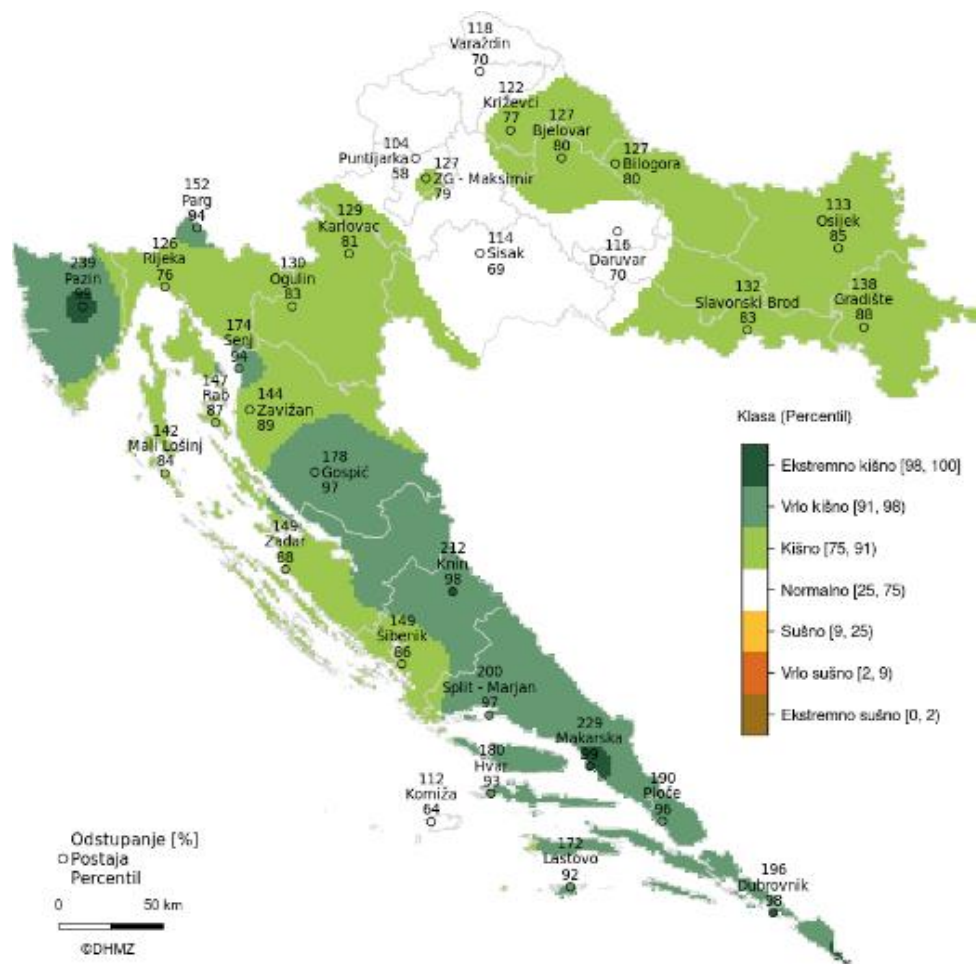 118
Varaždin
70
122
Križevci
77
127
Bjelovar
80
104
Puntijarka
58
127
ZG - Maksimir
79
127
Bilogora
80
152
Parg
94
129
Karlovac
81
133
Osijek
85
126
Rijeka
76
114
Sisak
69
116
Daruvar
70
239
Pazin
99
130
Ogulin
83
132
Slavonski Brod
83
138
Gradište
88
174
Senj
94
147
Rab
87
144
Zavižan
89
142
Mali Lošinj
84
178
Gospić
97
149
Zadar
88
212
Knin
98
149
Šibenik
86
200
Split - Marjan
97
229
Makarska
99
180
Hvar
93
112
Komiža
64
190
Ploče
96
172
Lastovo
92
196
Dubrovnik
98
Klasa (Percentil)
Ekstremno kišno [98, 100]
Vrlo kišno [91, 98)
Kišno [75, 91)
Normalno [25, 75)
Sušno [9, 25)
Vrlo sušno [2, 9)
Ekstremno sušno [0, 2)
Odstupanje [%]
Postaja
Percentil
0 50 km
©DHMZ